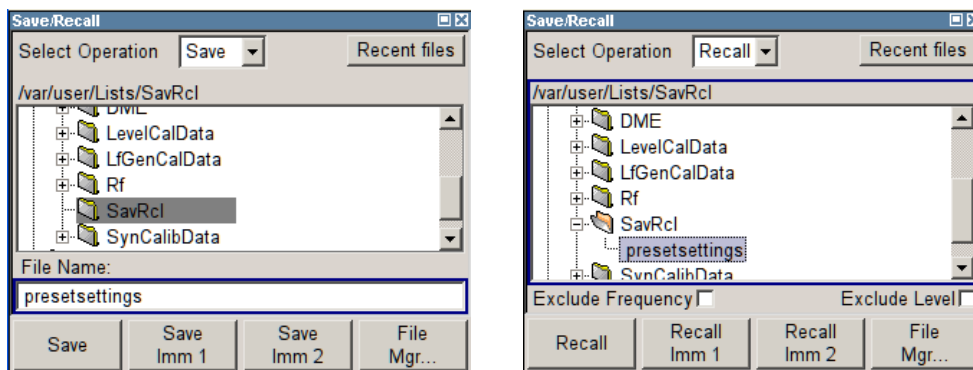 Save/Recall
Select Operation Save Recent files
/var/user/Lists/SavRcl
DME
LevelCalData
LfGenCalData
Rf
SavRcl
SynCalibData
File Name:
presetsettings
Save
Save Imm 1
Save Imm 2
File Mgr...
Save/Recall
Select Operation Recall Recent files
/var/user/Lists/SavRcl
DME
LevelCalData
LfGenCalData
Rf
SavRcl
presetsettings
SynCalibData
Exclude Frequency Exclude Level
Recall
Recall Imm 1
Recall Imm 2
File Mgr...